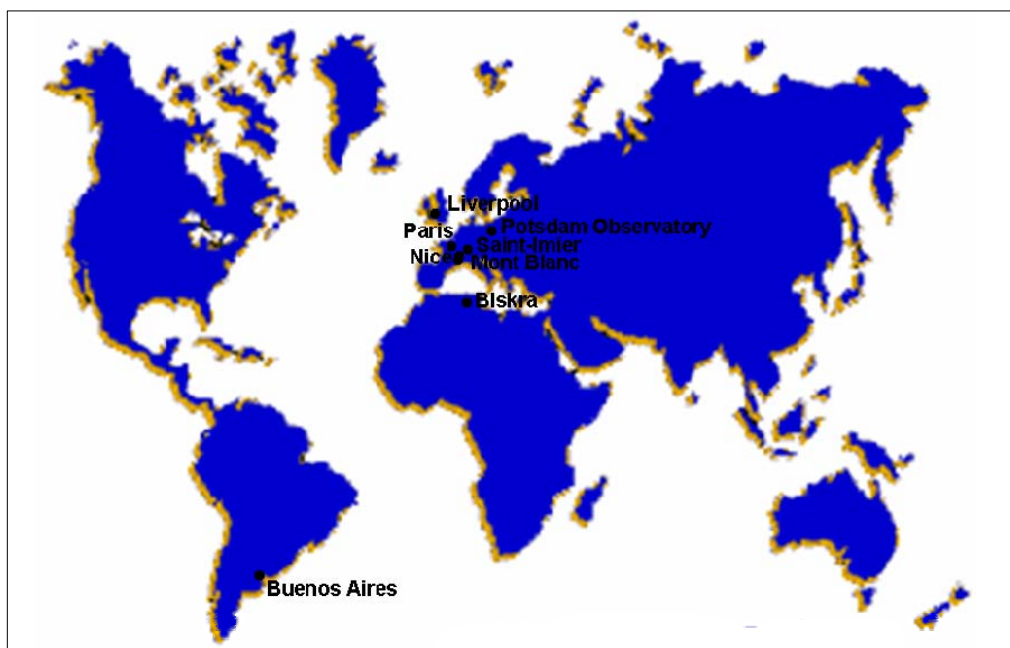 Liverpool
Potsdam Observatory
Paris
Saint-Imier
Nice
Mont Blanc
Biskra
Buenos Aires